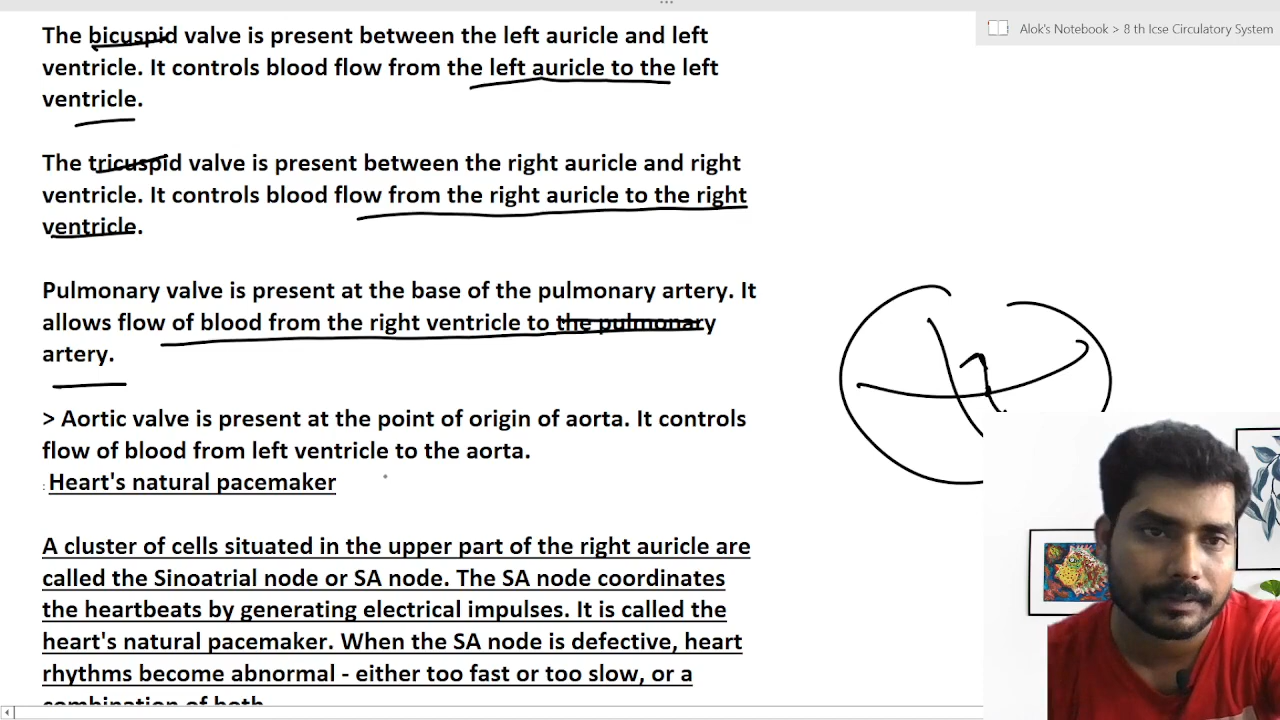 Alok's Notebook > 8 th Icse Circulatory System
The bicuspid valve is present between the left auricle and left
ventricle. It controls blood flow from the left auricle to the left
ventricle.
The tricuspid valve is present between the right auricle and right
ventricle. It controls blood flow from the right auricle to the right
ventricle.
Pulmonary valve is present at the base of the pulmonary artery. It
allows flow of blood from the right ventricle to the pulmonary
artery.
> Aortic valve is present at the point of origin of aorta. It controls
flow of blood from left ventricle to the aorta.
: Heart's natural pacemaker
A cluster of cells situated in the upper part of the right auricle are
called the Sinoatrial node or SA node. The SA node coordinates
the heartbeats by generating electrical impulses. It is called the
heart's natural pacemaker. When the SA node is defective, heart
rhythms become abnormal - either too fast or too slow, or a
combination of both